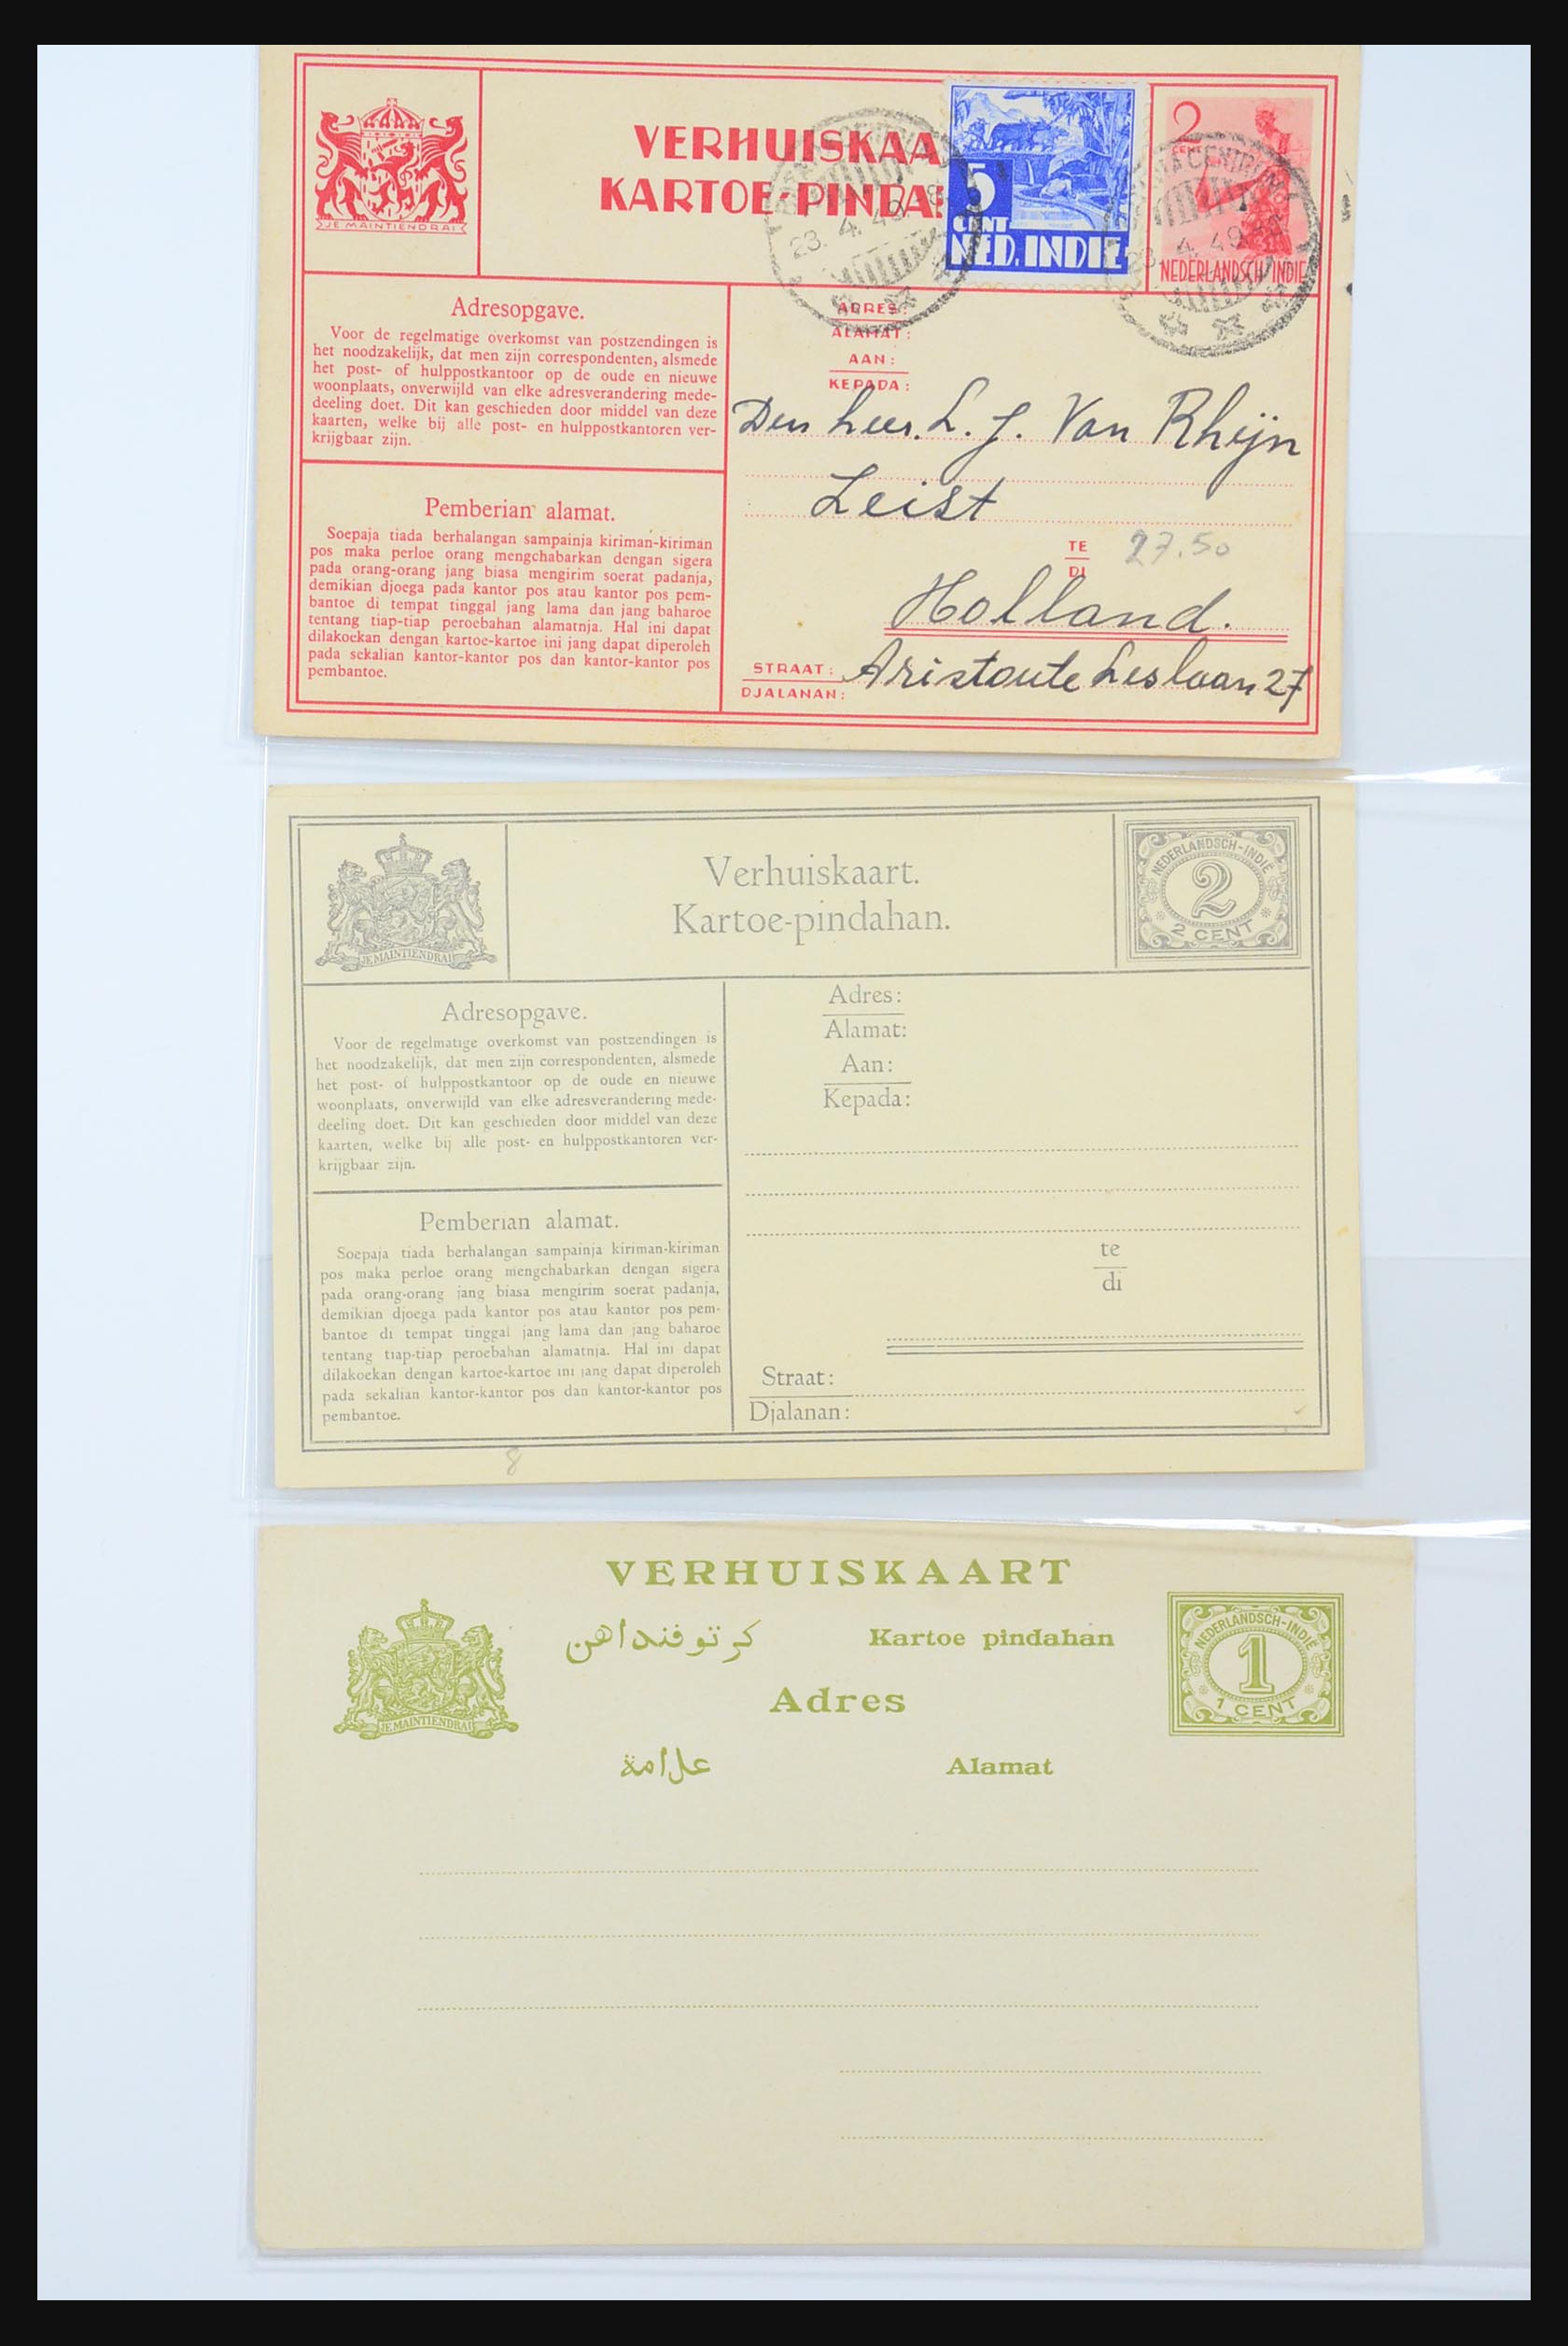 JE MAINTIENDRAI
VERHUISKAA
KARTOE-PINDA
5
CENT
NED. INDIE
2
CENT
NEDERLANDSCH-INDIE
23. 4. 49
23. 4. 49
Adresopgave.
Voor de regelmatige overkomst van postzendingen is
het noodzakelijk, dat men zijn correspondenten, alsmede
het post- of hulppostkantoor op de oude en nieuwe
woonplaats, onverwijld van elke adresverandering mede-
deeling doet. Dit kan geschieden door middel van deze
kaarten, welke bij alle post- en hulppostkantoren ver-
krijgbaar zijn.
Pemberian alamat.
Soepaja tiada berhalangan sampainja kiriman-kiriman
pos maka perloe orang mengchabarkan dengan sigera
pada orang-orang jang biasa mengirim soerat padanja,
demikian djoega pada kantor pos atau kantor pos pem-
bantoe di tempat tinggal jang lama dan jang baharoe
tentang tiap-tiap peroebahan alamatnja. Hal ini dapat
dilakoekan dengan kartoe-kartoe ini jang dapat diperoleh
pada sekalian kantor-kantor pos dan kantor-kantor pos
pembantoe.
ADRES:
ALAMAT:
AAN:
KEPADA:
Den heer. L. J. Van Rheijn
Zeist
TE
DI
27.50
Holland.
STRAAT: Aristoute Leslaan 27
DJALANAN:
JE MAINTIENDRAI
Verhuiskaart.
Kartoe-pindahan.
NEDERLANDSCH-INDIË
2
2 CENT
Adresopgave.
Voor de regelmatige overkomst van postzendingen is
het noodzakelijk, dat men zijn correspondenten, alsmede
het post- of hulppostkantoor op de oude en nieuwe
woonplaats, onverwijld van elke adresverandering mede-
deeling doet. Dit kan geschieden door middel van deze
kaarten, welke bij alle post- en hulppostkantoren ver-
krijgbaar zijn.
Pemberian alamat.
Soepaja tiada berhalangan sampainja kiriman-kiriman
pos maka perloe orang mengchabarkan dengan sigera
pada orang-orang jang biasa mengirim soerat padanja,
demikian djoega pada kantor pos atau kantor pos pem-
bantoe di tempat tinggal jang lama dan jang baharoe
tentang tiap-tiap peroebahan alamatnja. Hal ini dapat
dilakoekan dengan kartoe-kartoe ini jang dapat diperoleh
pada sekalian kantor-kantor pos dan kantor-kantor pos
pembantoe.
Adres:
Alamat:
Aan:
Kepada:
te
di
Straat:
Djalanan:
8
VERHUISKAART
JE MAINTIENDRAI
كرتو فنداهن
Kartoe pindahan
Adres
علامة
Alamat
NEDERLANDSCH-INDIË
1
1 CENT